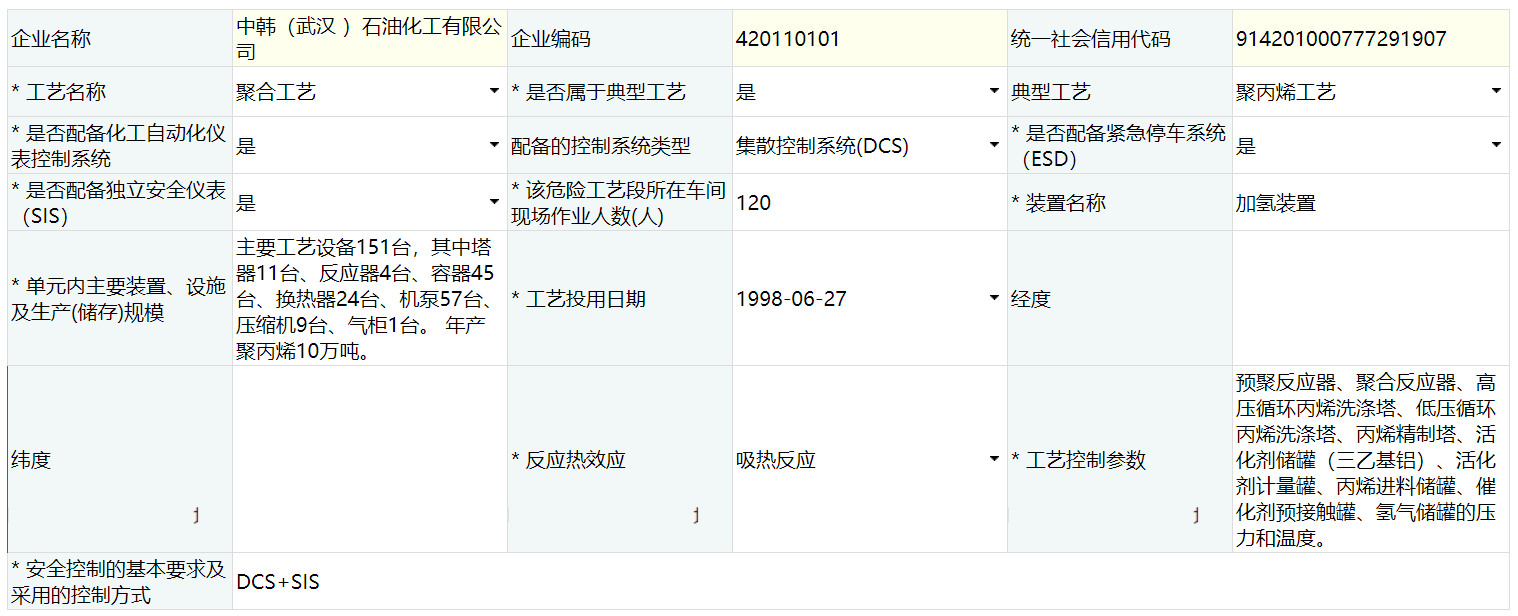 企业名称
中韩（武汉 ）石油化工有限公
司
企业编码
420110101
统一社会信用代码
914201000777291907
* 工艺名称
聚合工艺
* 是否属于典型工艺
是
典型工艺
聚丙烯工艺
* 是否配备化工自动化仪
表控制系统
是
配备的控制系统类型
集散控制系统(DCS)
* 是否配备紧急停车系统
（ESD）
是
* 是否配备独立安全仪表
（SIS）
是
* 该危险工艺段所在车间
现场作业人数(人)
120
* 装置名称
加氢装置
* 单元内主要装置、设施
及生产(储存)规模
主要工艺设备151台，其中塔
器11台、反应器4台、容器45
台、换热器24台、机泵57台、
压缩机9台、气柜1台。 年产
聚丙烯10万吨。
* 工艺投用日期
1998-06-27
经度
纬度
* 反应热效应
吸热反应
* 工艺控制参数
预聚反应器、聚合反应器、高
压循环丙烯洗涤塔、低压循环
丙烯洗涤塔、丙烯精制塔、活
化剂储罐（三乙基铝）、活化
剂计量罐、丙烯进料储罐、催
化剂预接触罐、氢气储罐的压
力和温度。
* 安全控制的基本要求及
采用的控制方式
DCS+SIS